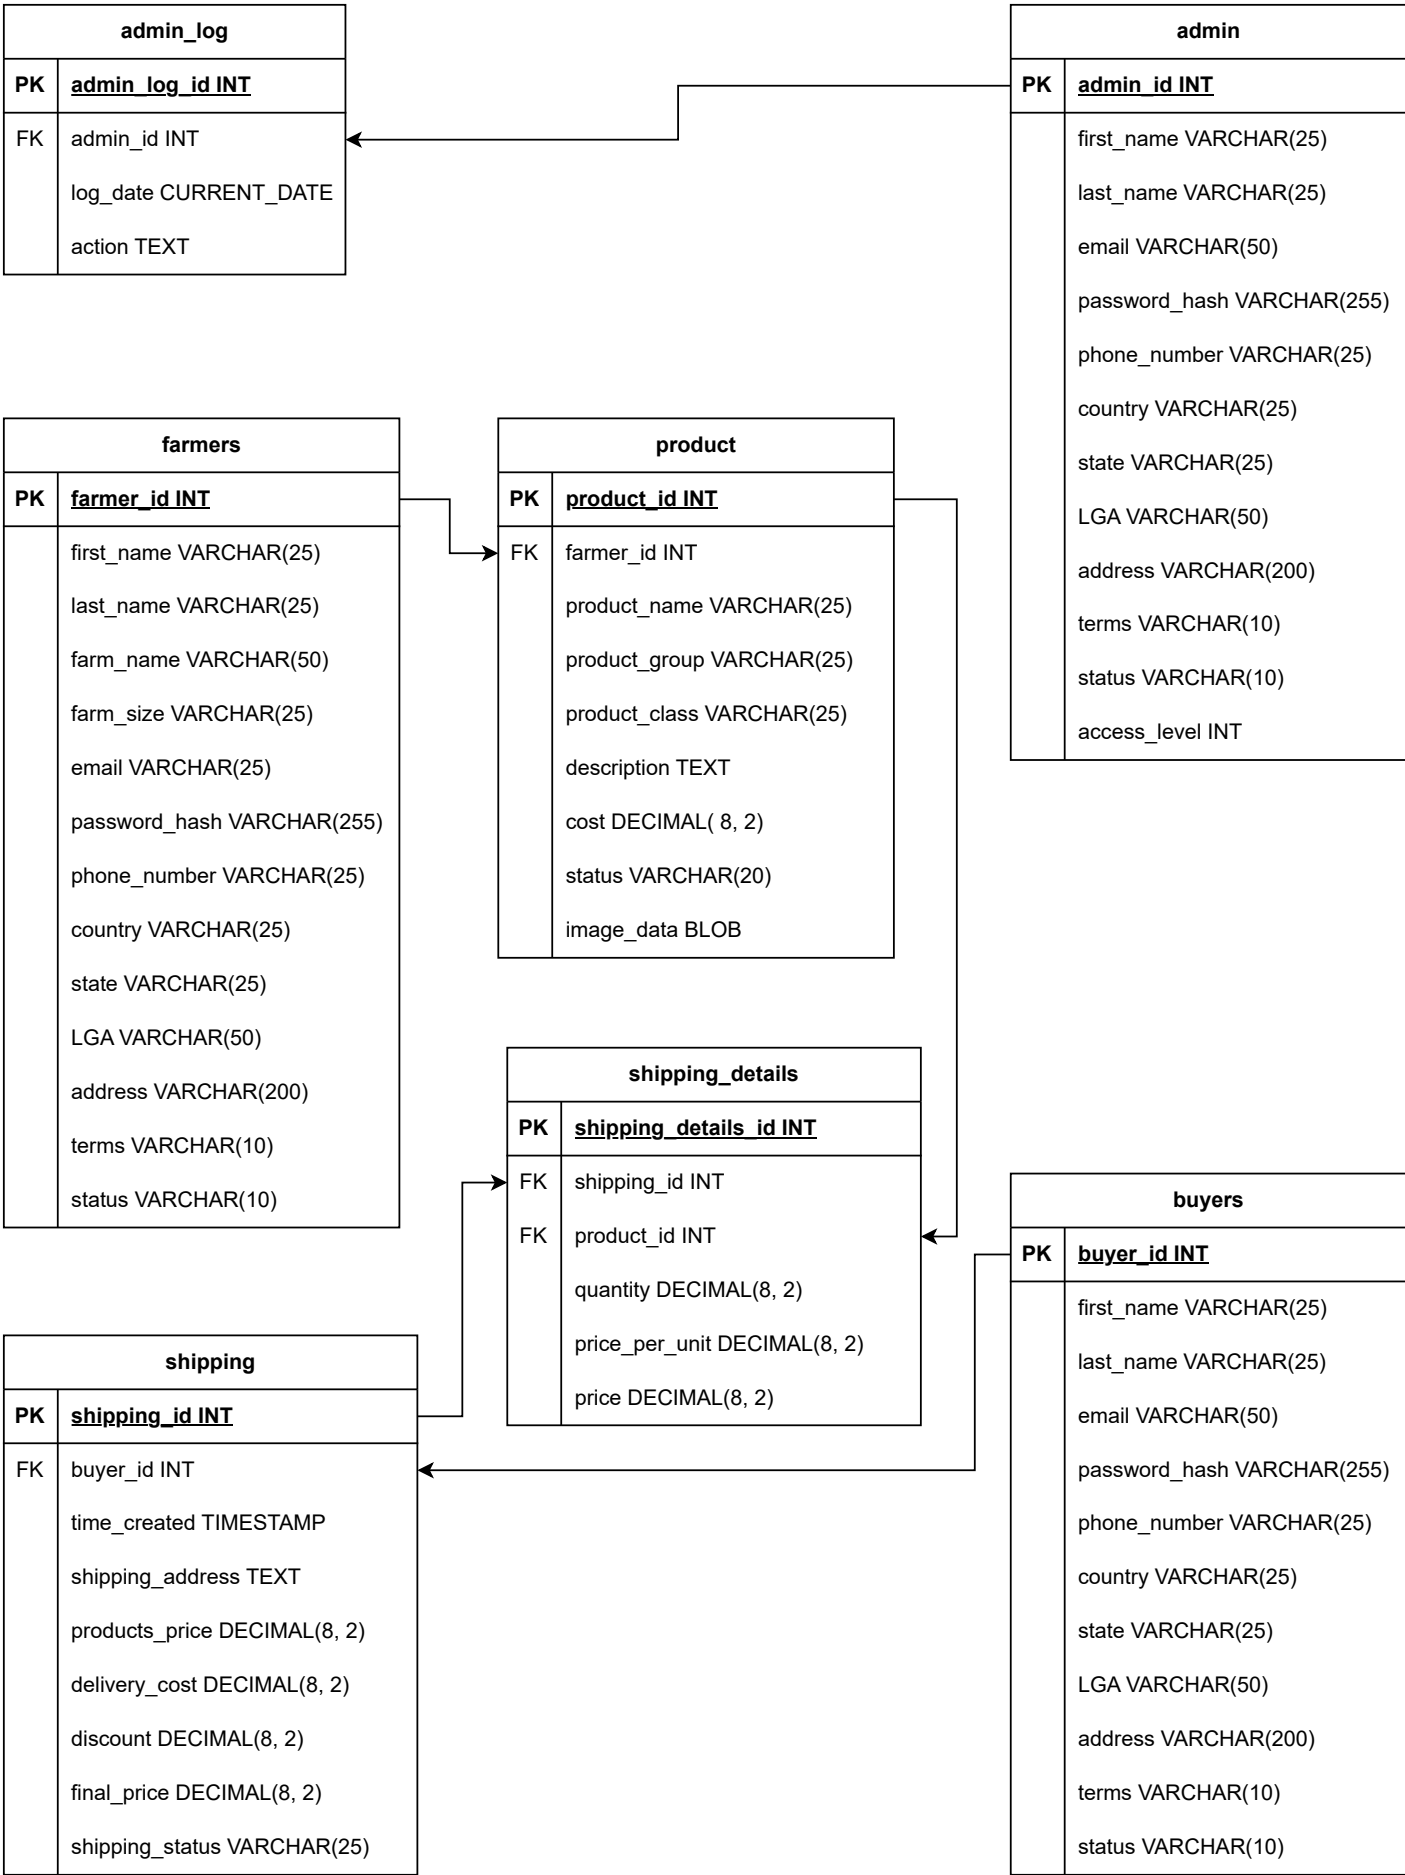 admin_log
PK admin_log_id INT
FK admin_id INT
log_date CURRENT_DATE
action TEXT
admin
PK admin_id INT
first_name VARCHAR(25)
last_name VARCHAR(25)
email VARCHAR(50)
password_hash VARCHAR(255)
phone_number VARCHAR(25)
country VARCHAR(25)
state VARCHAR(25)
LGA VARCHAR(50)
address VARCHAR(200)
terms VARCHAR(10)
status VARCHAR(10)
access_level INT
farmers
PK farmer_id INT
first_name VARCHAR(25)
last_name VARCHAR(25)
farm_name VARCHAR(50)
farm_size VARCHAR(25)
email VARCHAR(25)
password_hash VARCHAR(255)
phone_number VARCHAR(25)
country VARCHAR(25)
state VARCHAR(25)
LGA VARCHAR(50)
address VARCHAR(200)
terms VARCHAR(10)
status VARCHAR(10)
product
PK product_id INT
FK farmer_id INT
product_name VARCHAR(25)
product_group VARCHAR(25)
product_class VARCHAR(25)
description TEXT
cost DECIMAL( 8, 2)
status VARCHAR(20)
image_data BLOB
shipping_details
PK shipping_details_id INT
FK shipping_id INT
FK product_id INT
quantity DECIMAL(8, 2)
price_per_unit DECIMAL(8, 2)
price DECIMAL(8, 2)
shipping
PK shipping_id INT
FK buyer_id INT
time_created TIMESTAMP
shipping_address TEXT
products_price DECIMAL(8, 2)
delivery_cost DECIMAL(8, 2)
discount DECIMAL(8, 2)
final_price DECIMAL(8, 2)
shipping_status VARCHAR(25)
buyers
PK buyer_id INT
first_name VARCHAR(25)
last_name VARCHAR(25)
email VARCHAR(50)
password_hash VARCHAR(255)
phone_number VARCHAR(25)
country VARCHAR(25)
state VARCHAR(25)
LGA VARCHAR(50)
address VARCHAR(200)
terms VARCHAR(10)
status VARCHAR(10)